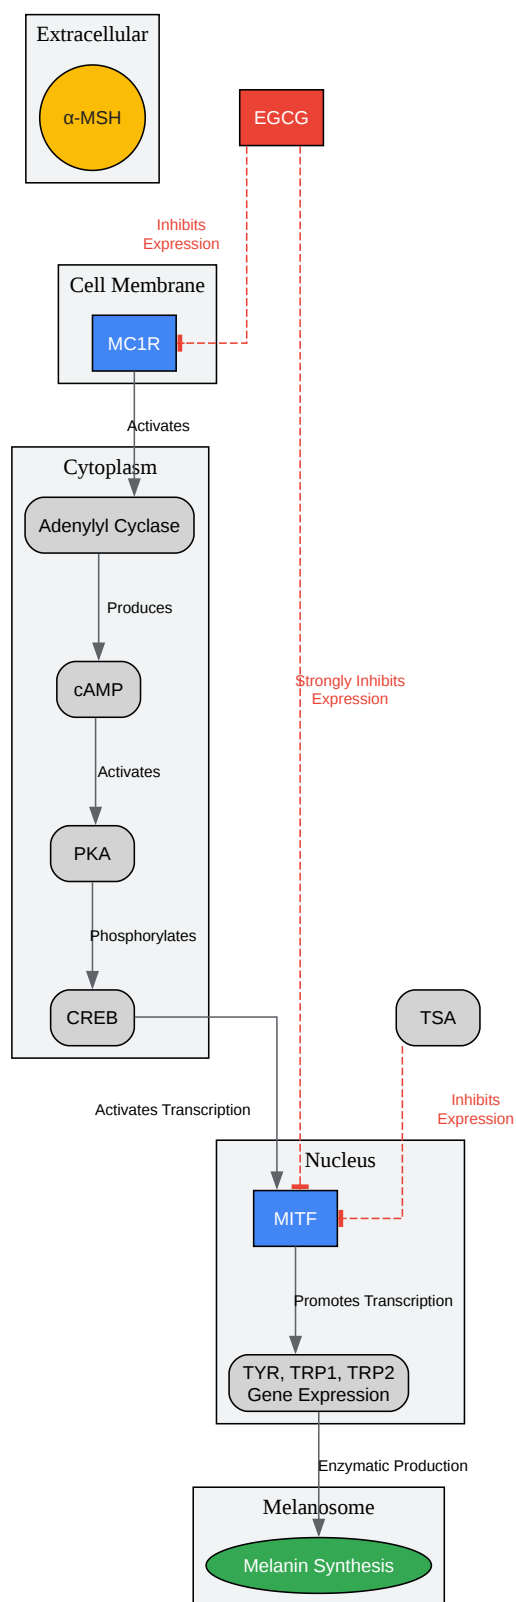 Extracellular
α-MSH
EGCG
Inhibits
Expression
Cell Membrane
MC1R
Activates
Cytoplasm
Adenylyl Cyclase
Produces
cAMP
Strongly Inhibits
Expression
Activates
PKA
Phosphorylates
CREB
TSA
Activates Transcription
Inhibits
Expression
Nucleus
MITF
Promotes Transcription
TYR, TRP1, TRP2
Gene Expression
Enzymatic Production
Melanosome
Melanin Synthesis